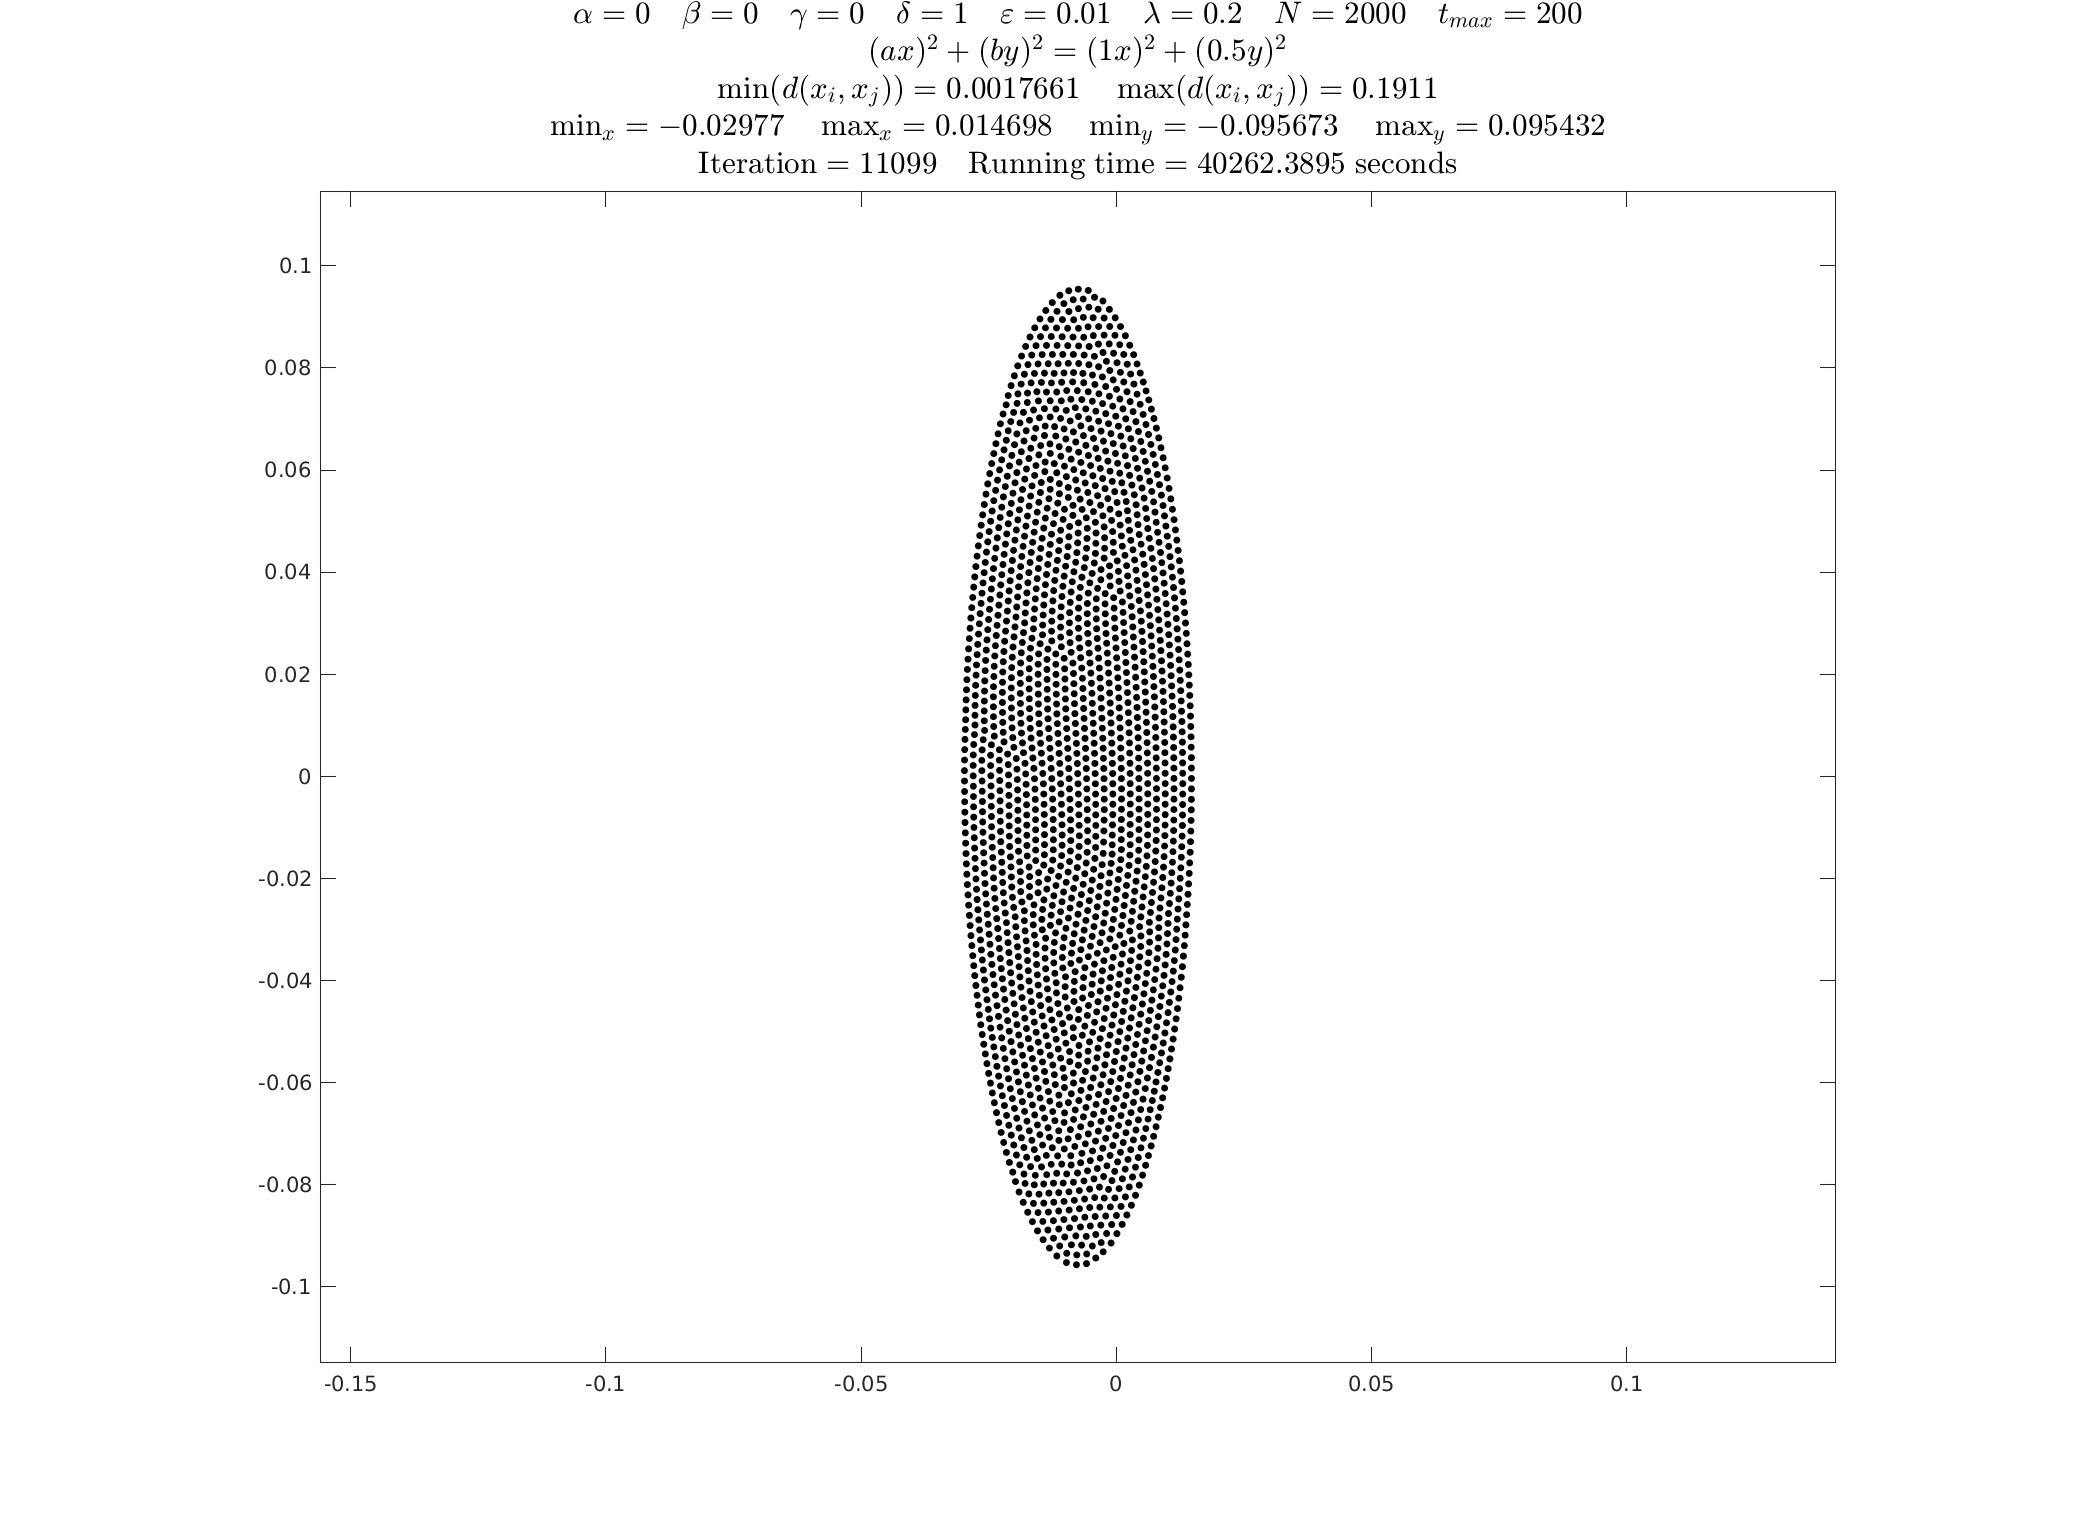 α = 0 β = 0 γ = 0 δ = 1 ε = 0.01 λ = 0.2 N = 2000 t_max = 200
(ax)² + (by)² = (1x)² + (0.5y)²
min(d(x_i, x_j)) = 0.0017661 max(d(x_i, x_j)) = 0.1911
min_x = −0.02977 max_x = 0.014698 min_y = −0.095673 max_y = 0.095432
Iteration = 11099 Running time = 40262.3895 seconds
0.1
0.08
0.06
0.04
0.02
0
-0.02
-0.04
-0.06
-0.08
-0.1
-0.15 -0.1 -0.05 0 0.05 0.1